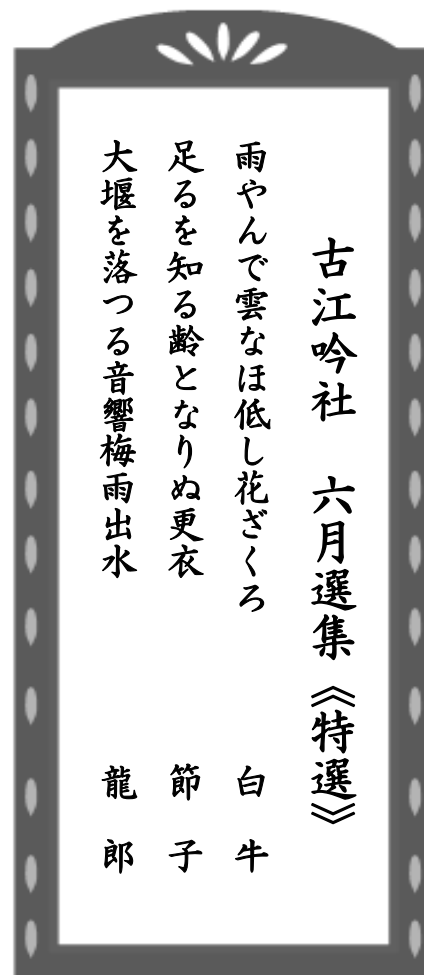 古江吟社　六月選集《特選》
雨やんで雲なほ低し花ざくろ　白牛
足るを知る齢となりぬ更衣　節子
大堰を落つる音響梅雨出水　龍郎